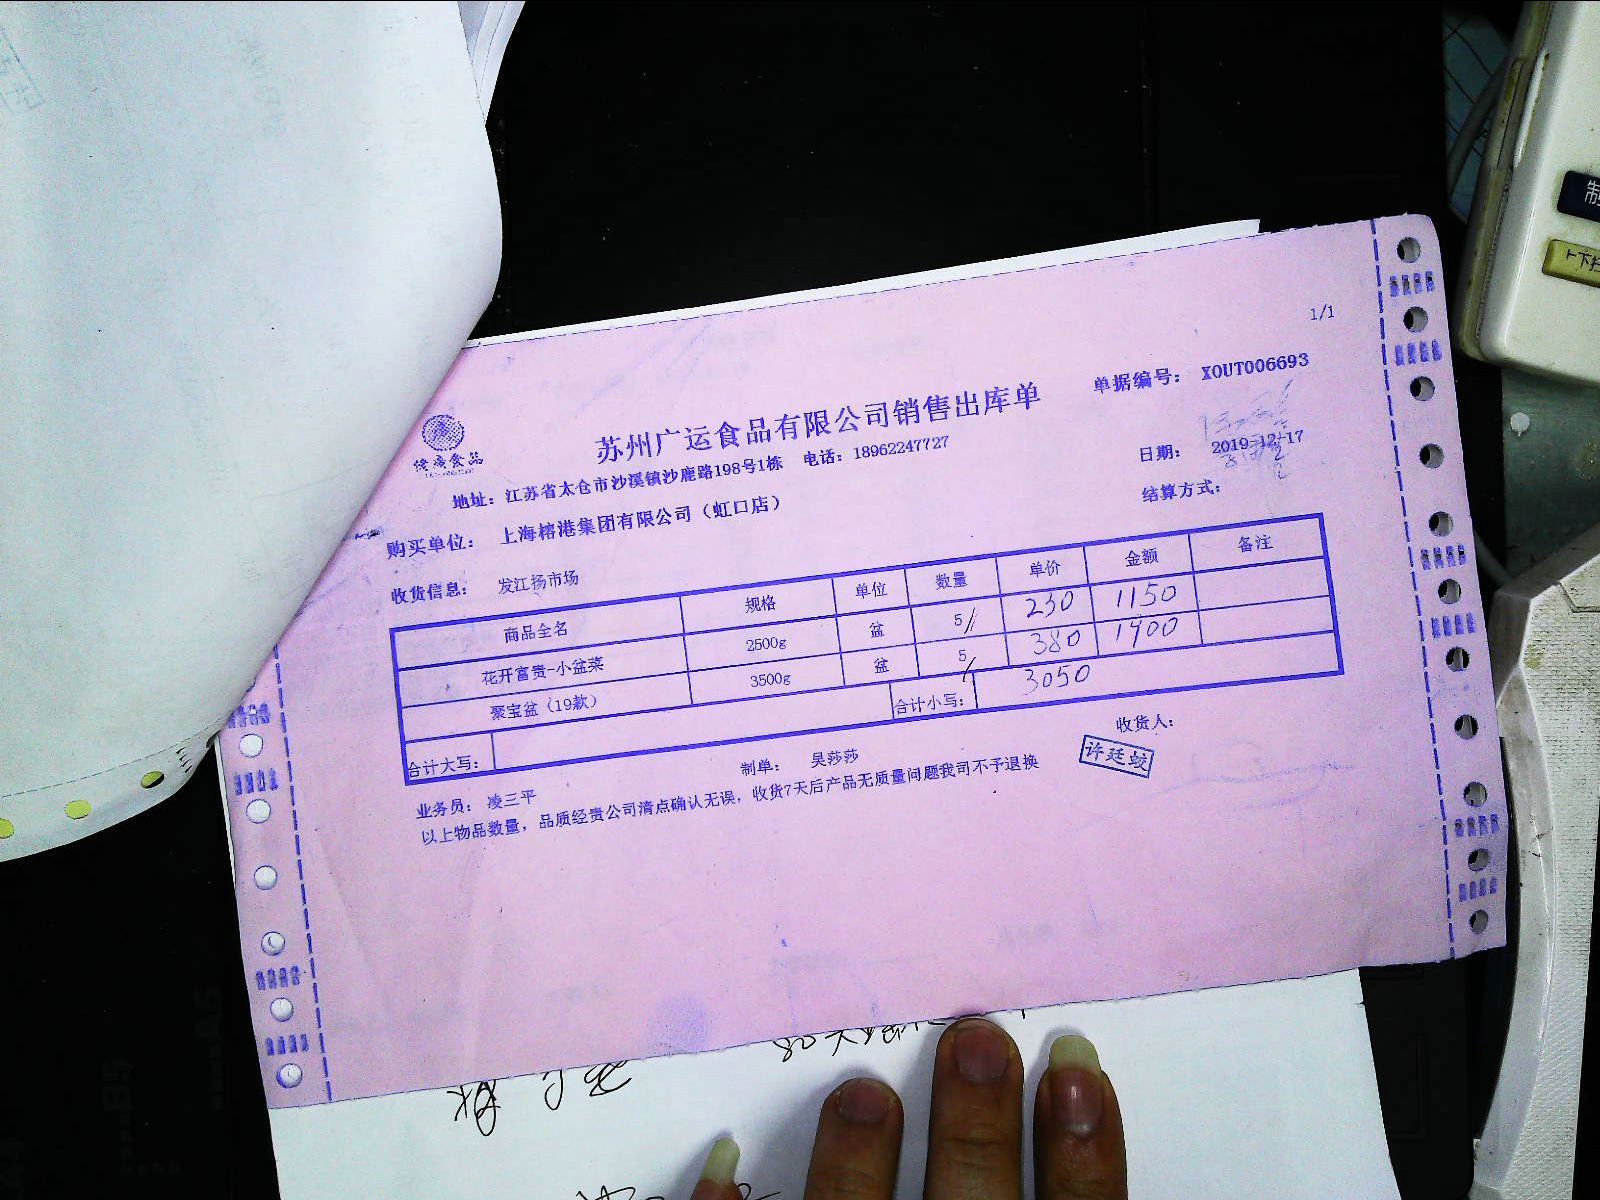 1/1
苏州广运食品有限公司销售出库单
单据编号： XOUT006693
地址：江苏省太仓市沙溪镇沙鹿路198号1栋 电话：18962247727
日期： 2019-12-17
购买单位： 上海榕港集团有限公司（虹口店）
结算方式：
收货信息： 发江杨市场
商品全名 规格 单位 数量 单价 金额 备注
花开富贵-小盆菜 2500g 盆 5 230 1150
聚宝盆（19款） 3500g 盆 5 380 1900
合计大写： 合计小写： 3050
业务员： 凌三平 制单： 吴莎莎 收货人：
许廷蛟
以上物品数量，品质经贵公司清点确认无误，收货7天后产品无质量问题我司不予退换
制
B5
A6